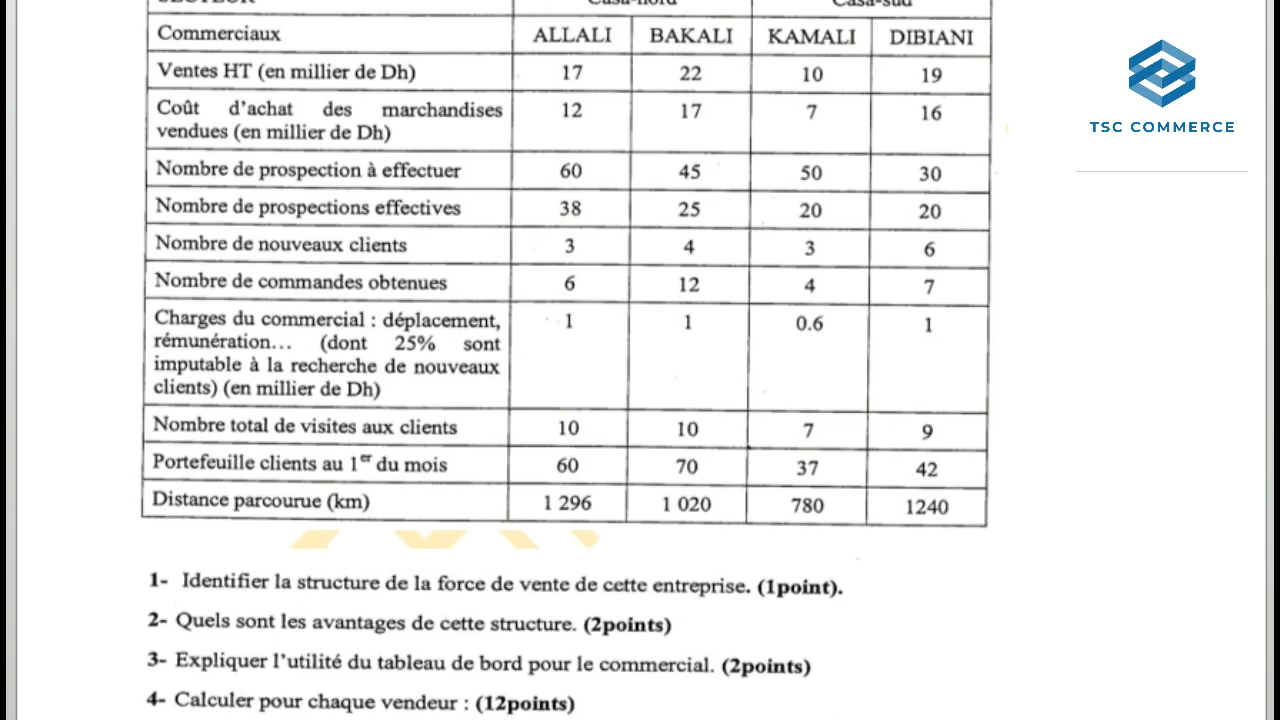 SECTEUR Casa-nord Casa-sud
Commerciaux ALLALI BAKALI KAMALI DIBIANI
Ventes HT (en millier de Dh) 17 22 10 19
Coût d'achat des marchandises
vendues (en millier de Dh) 12 17 7 16
Nombre de prospection à effectuer 60 45 50 30
Nombre de prospections effectives 38 25 20 20
Nombre de nouveaux clients 3 4 3 6
Nombre de commandes obtenues 6 12 4 7
Charges du commercial : déplacement, 1 1 0.6 1
rémunération… (dont 25% sont
imputable à la recherche de nouveaux
clients) (en millier de Dh)
Nombre total de visites aux clients 10 10 7 9
Portefeuille clients au 1er du mois 60 70 37 42
Distance parcourue (km) 1 296 1 020 780 1240
1- Identifier la structure de la force de vente de cette entreprise. (1point).
2- Quels sont les avantages de cette structure. (2points)
3- Expliquer l'utilité du tableau de bord pour le commercial. (2points)
4- Calculer pour chaque vendeur : (12points)
TSC COMMERCE